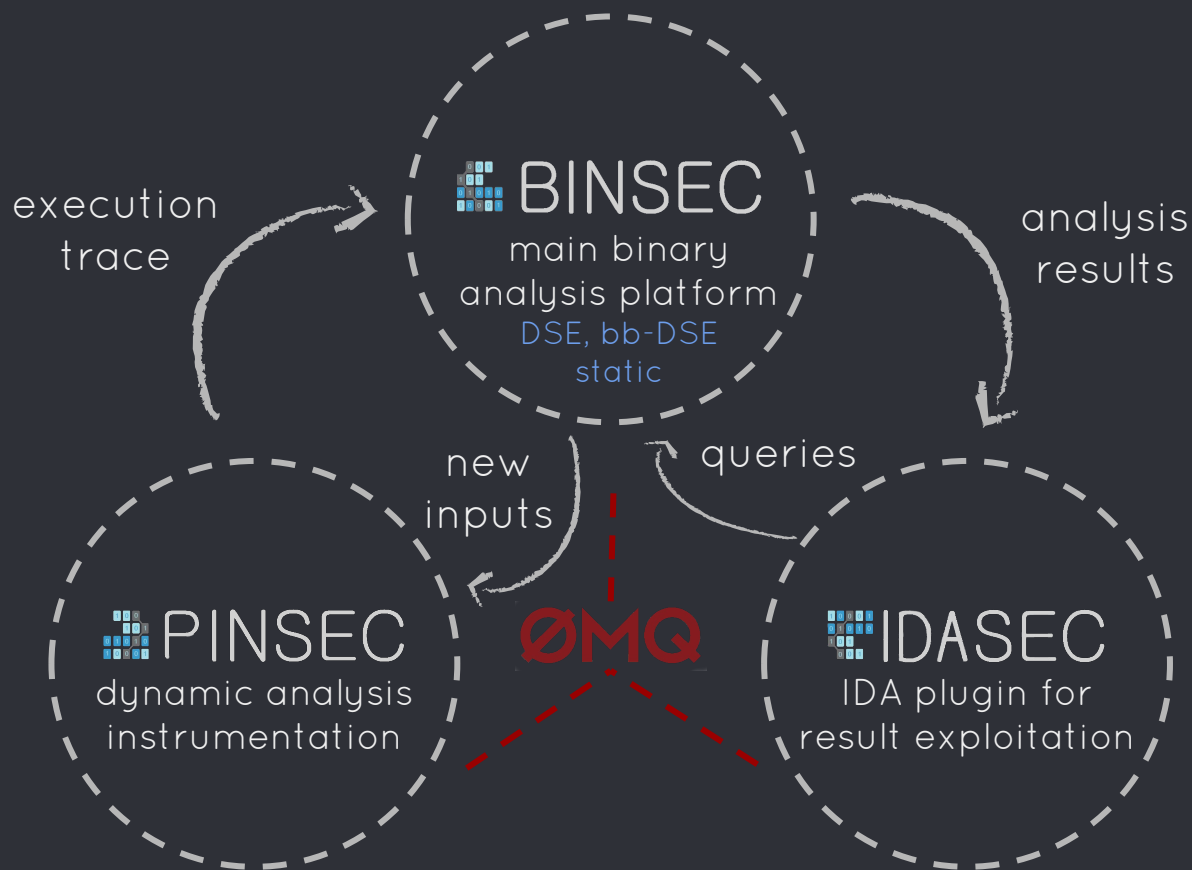 BINSEC
main binary
analysis platform
DSE, bb-DSE
static
execution
trace
analysis
results
new
inputs
queries
PINSEC
dynamic analysis
instrumentation
ØMQ
IDASEC
IDA plugin for
result exploitation